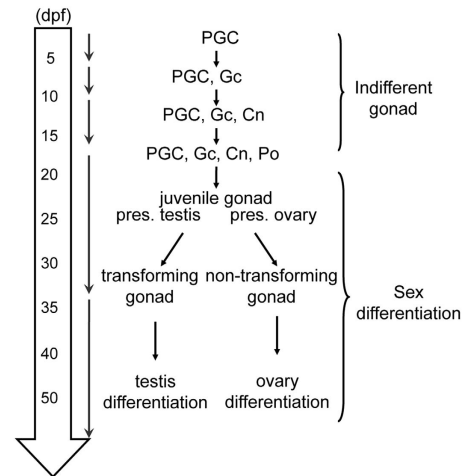 (dpf)
PGC
5
PGC, Gc
10
PGC, Gc, Cn
15
PGC, Gc, Cn, Po
Indifferent
gonad
20
juvenile gonad
pres. testis pres. ovary
25
30
transforming
gonad
non-transforming
gonad
35
Sex
differentiation
40
testis
differentiation
ovary
differentiation
50